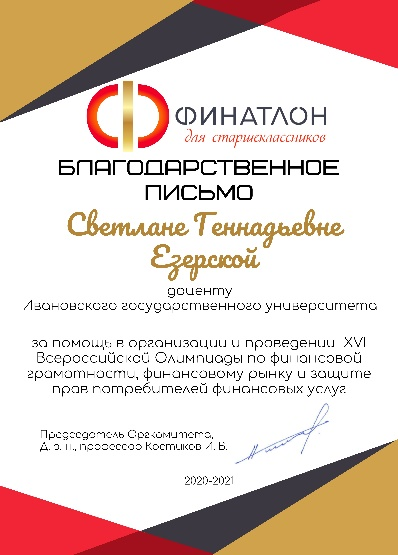 ФИНАТЛОН
для старшеклассников
БЛАГОДАРСТВЕННОЕ
ПИСЬМО
Светлане Геннадьевне
Езерской
доценту
Ивановского государственного университета
за помощь в организации и проведении XVI
Всероссийской Олимпиады по финансовой
грамотности, финансовому рынку и защите
прав потребителей финансовых услуг
Председатель Оргкомитета,
Д. э. н., профессор Костиков И. В.
2020-2021